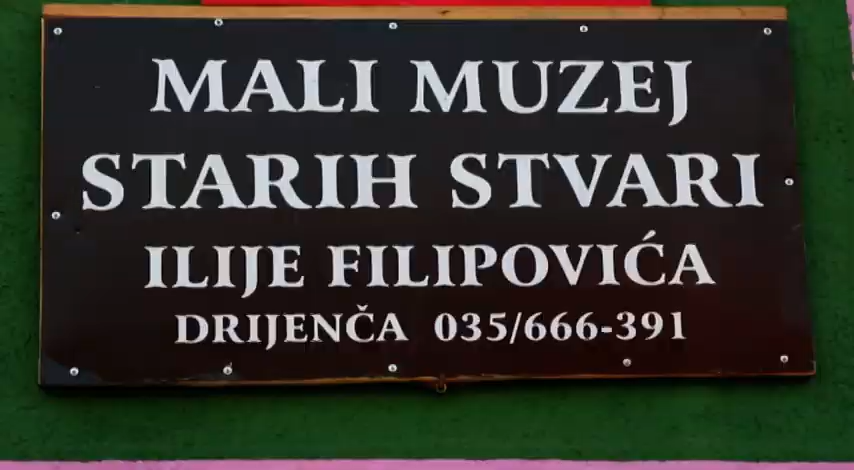 MALI MUZEJ
STARIH STVARI
ILIJE FILIPOVIĆA
DRIJENČA 035/666-391